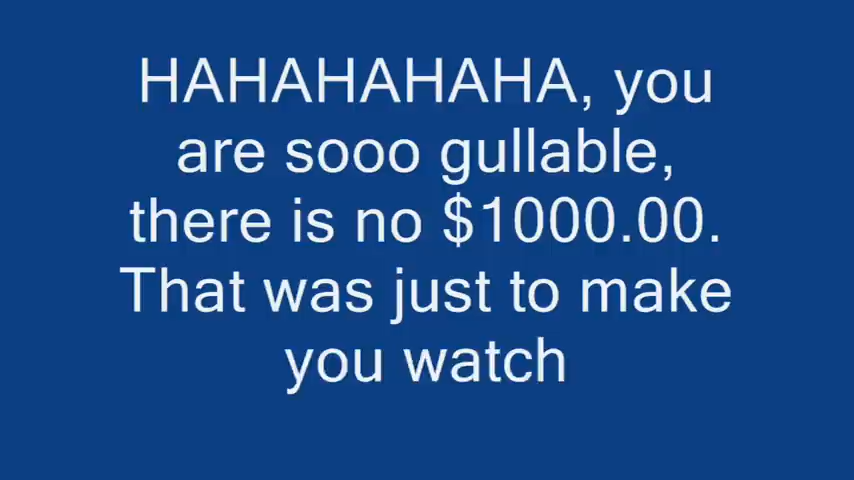 HAHAHAHAHA, you
are sooo gullable,
there is no $1000.00.
That was just to make
you watch